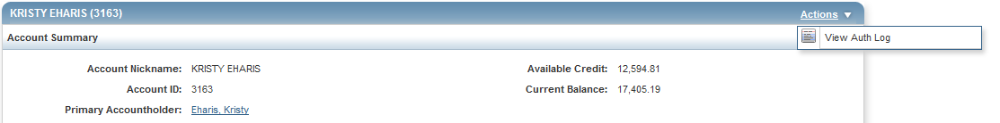 KRISTY EHARIS (3163) Actions
View Auth Log
Account Summary
Account Nickname: KRISTY EHARIS Available Credit: 12,594.81
Account ID: 3163 Current Balance: 17,405.19
Primary Accountholder: Eharis, Kristy